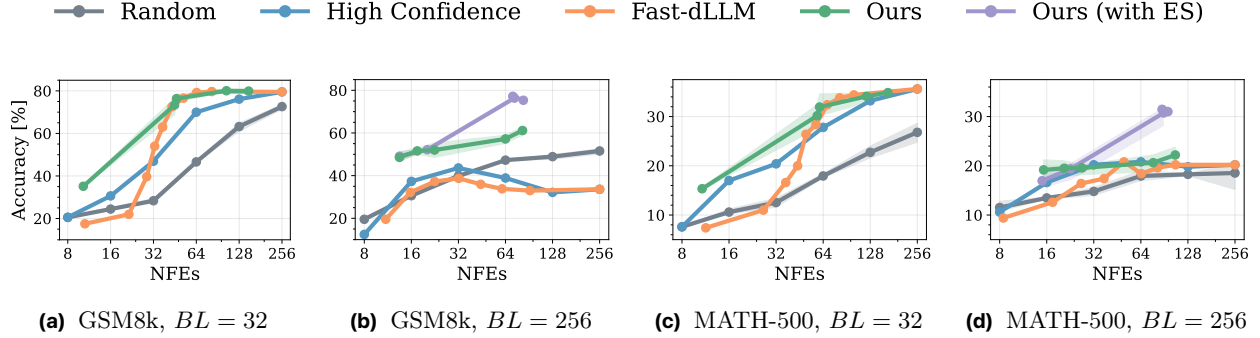 Random High Confidence Fast-dLLM Ours Ours (with ES)
Accuracy [%]
80
60
40
20
8 16 32 64 128 256
NFEs
(a) GSM8k, BL = 32
80
60
40
20
8 16 32 64 128 256
NFEs
(b) GSM8k, BL = 256
30
20
10
8 16 32 64 128 256
NFEs
(c) MATH-500, BL = 32
30
20
10
8 16 32 64 128 256
NFEs
(d) MATH-500, BL = 256